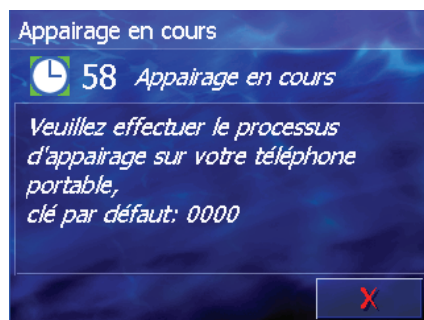 Appairage en cours
58 Appairage en cours
Veuillez effectuer le processus
d'appairage sur votre téléphone
portable,
clé par défaut: 0000
X